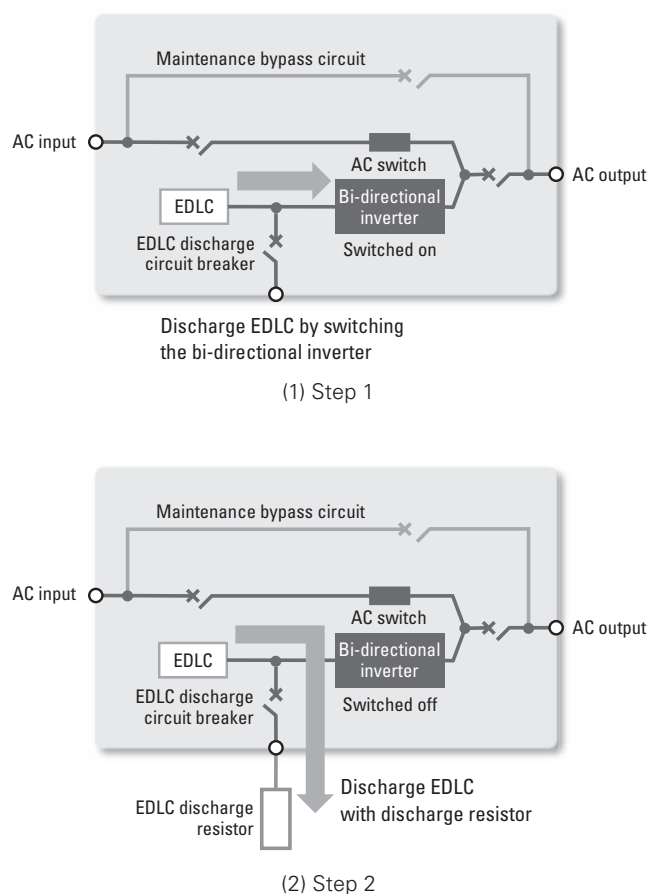 Maintenance bypass circuit
AC input
AC switch
AC output
Bi-directional
inverter
EDLC
EDLC discharge
circuit breaker
Switched on
Discharge EDLC by switching
the bi-directional inverter
(1) Step 1
Maintenance bypass circuit
AC input
AC switch
AC output
Bi-directional
inverter
EDLC
EDLC discharge
circuit breaker
Switched off
EDLC discharge
resistor
Discharge EDLC
with discharge resistor
(2) Step 2